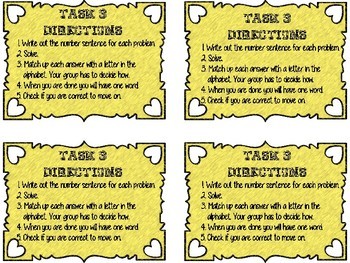 TASK 3
DIRECTIONS
1. Write out the number sentence for each problem.
2. Solve.
3. Match up each answer with a letter in the
alphabet. Your group has to decide how.
4. When you are done you will have one word.
5. Check if you are correct to move on.
TASK 3
DIRECTIONS
1. Write out the number sentence for each problem.
2. Solve.
3. Match up each answer with a letter in the
alphabet. Your group has to decide how.
4. When you are done you will have one word.
5. Check if you are correct to move on.
TASK 3
DIRECTIONS
1. Write out the number sentence for each problem.
2. Solve.
3. Match up each answer with a letter in the
alphabet. Your group has to decide how.
4. When you are done you will have one word.
5. Check if you are correct to move on.
TASK 3
DIRECTIONS
1. Write out the number sentence for each problem.
2. Solve.
3. Match up each answer with a letter in the
alphabet. Your group has to decide how.
4. When you are done you will have one word.
5. Check if you are correct to move on.